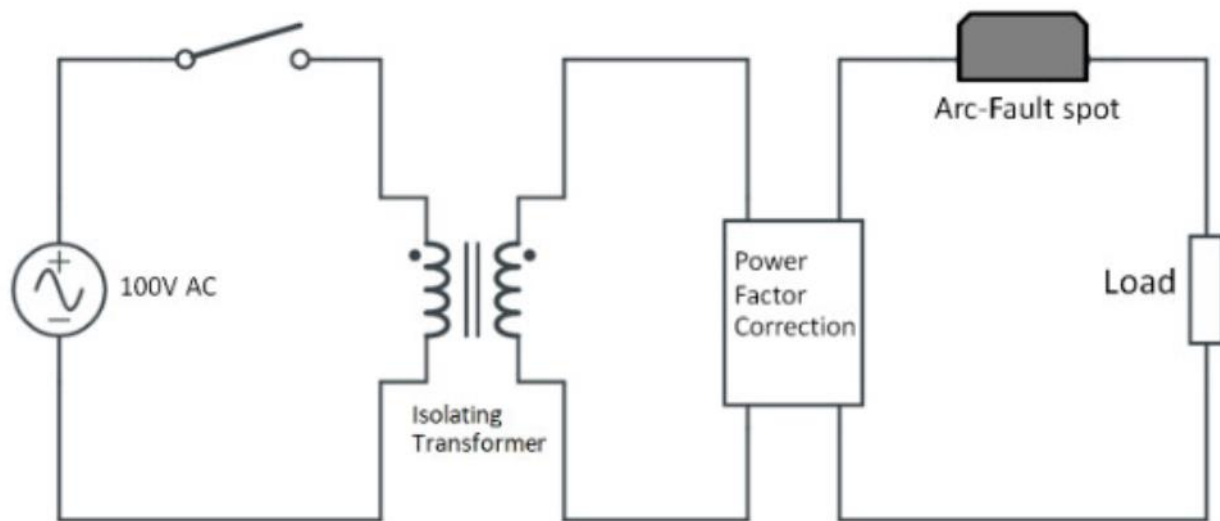 Arc-Fault spot
+
100V AC
−
Power
Factor
Correction
Load
Isolating
Transformer